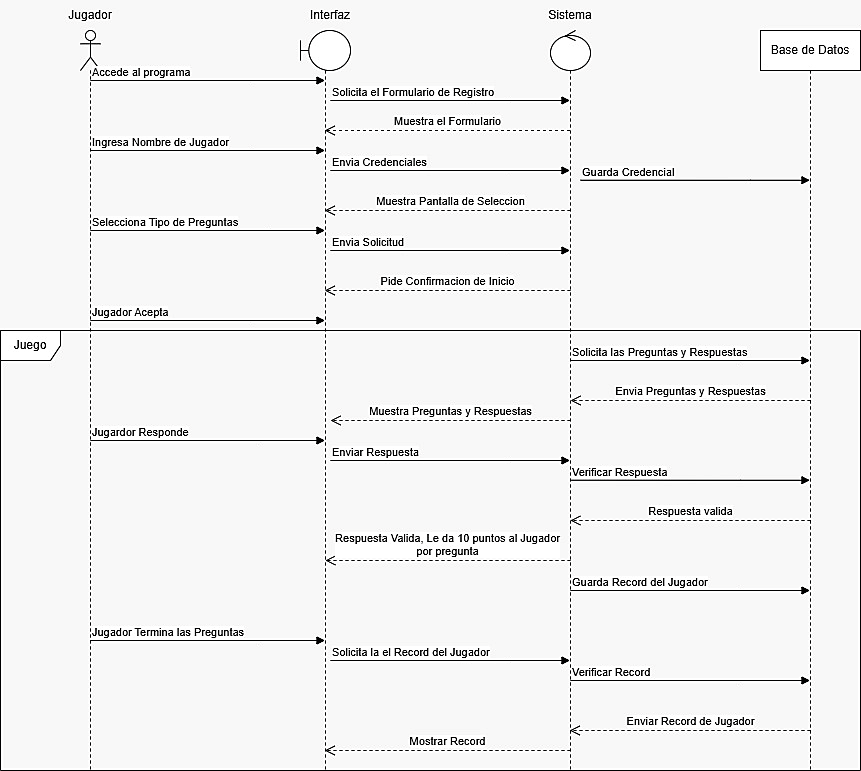 Jugador
Interfaz
Sistema
Base de Datos
Accede al programa
Solicita el Formulario de Registro
Muestra el Formulario
Ingresa Nombre de Jugador
Envia Credenciales
Guarda Credencial
Muestra Pantalla de Seleccion
Selecciona Tipo de Preguntas
Envia Solicitud
Pide Confirmacion de Inicio
Jugador Acepta
Juego
Solicita las Preguntas y Respuestas
Envia Preguntas y Respuestas
Muestra Preguntas y Respuestas
Jugardor Responde
Enviar Respuesta
Verificar Respuesta
Respuesta valida
Respuesta Valida, Le da 10 puntos al Jugador
por pregunta
Guarda Record del Jugador
Jugador Termina las Preguntas
Solicita la el Record del Jugador
Verificar Record
Enviar Record de Jugador
Mostrar Record